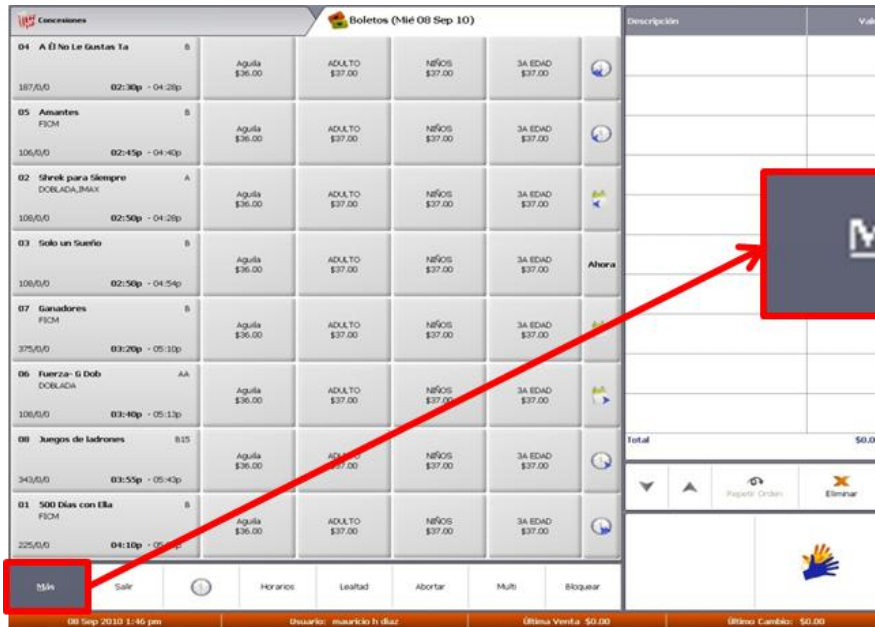 Concesiones
Boletos (Mié 08 Sep 10)
Descripción
04 A Él No Le Gustas Ta B
187/0/0 02:30p - 04:28p
Aguila $36.00
ADULTO $37.00
NIÑOS $37.00
3A EDAD $37.00
05 Amantes B
FICM
106/0/0 02:45p - 04:40p
Aguila $36.00
ADULTO $37.00
NIÑOS $37.00
3A EDAD $37.00
02 Shrek para Siempre A
DOBLADA,IMAX
108/0/0 02:50p - 04:28p
Aguila $36.00
ADULTO $37.00
NIÑOS $37.00
3A EDAD $37.00
03 Solo un Sueño B
108/0/0 02:50p - 04:54p
Aguila $36.00
ADULTO $37.00
NIÑOS $37.00
3A EDAD $37.00
Ahora
07 Ganadores B
FICM
375/0/0 03:20p - 05:10p
Aguila $36.00
ADULTO $37.00
NIÑOS $37.00
3A EDAD $37.00
06 Fuerza- G Dob AA
DOBLADA
108/0/0 03:40p - 05:13p
Aguila $36.00
ADULTO $37.00
NIÑOS $37.00
3A EDAD $37.00
08 Juegos de ladrones B15
343/0/0 03:55p - 05:43p
Aguila $36.00
ADULTO $37.00
NIÑOS $37.00
3A EDAD $37.00
01 500 Dias con Ella B
FICM
225/0/0 04:10p
Aguila $36.00
ADULTO $37.00
NIÑOS $37.00
3A EDAD $37.00
Total
Repetir Orden
Eliminar
Más
Salir
Horarios
Lealtad
Abortar
Multi
Bloquear
08 Sep 2010 1:46 pm
Usuario: mauricio h diaz
Última Venta $0.00
Último Cambio: $0.00